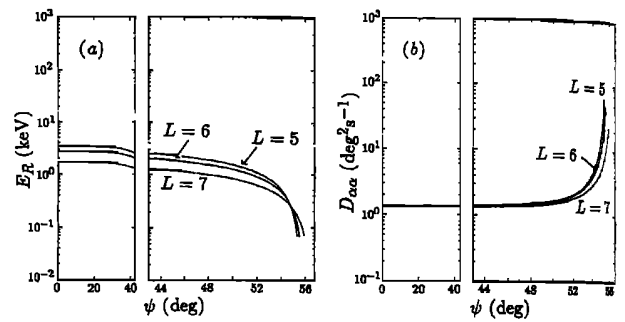 (a)
10³
10²
10¹
10⁰
10⁻¹
10⁻²
E_R (keV)
L = 6
L = 5
L = 7
0 20 40 44 48 52 56
ψ (deg)
(b)
10³
10²
10¹
10⁰
10⁻¹
D_αα (deg²s⁻¹)
L = 5
L = 6
L = 7
0 20 40 44 48 52 56
ψ (deg)